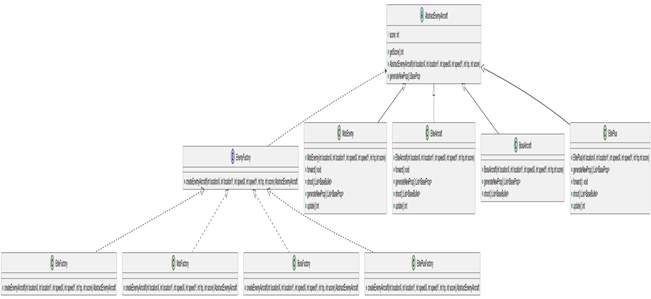 AbstractEnemyAircraft
score: int
getScore(): int
AbstractEnemyAircraft(int locationX, int locationY, int speedX, int speedY, int hp, int score)
generateNewProp(): BaseProp
EnemyFactory
createEnemyAircraft(int locationX, int locationY, int speedX, int speedY, int hp, int score): AbstractEnemyAircraft
MobEnemy
MobEnemy(int locationX, int locationY, int speedX, int speedY, int hp, int score)
forward(): void
shoot(): List<BaseBullet>
generateNewProp(): List<BaseProp>
update(): int
EliteAircraft
EliteAircraft(int locationX, int locationY, int speedX, int speedY, int hp, int score)
forward(): void
generateNewProp(): List<BaseProp>
shoot(): List<BaseBullet>
update(): int
BossAircraft
BossAircraft(int locationX, int locationY, int speedX, int speedY, int hp, int score)
generateNewProp(): List<BaseProp>
shoot(): List<BaseBullet>
ElitePlus
ElitePlus(int locationX, int locationY, int speedX, int speedY, int hp, int score)
generateNewProp(): List<BaseProp>
forward(): void
shoot(): List<BaseBullet>
update(): int
EliteFactory
createEnemyAircraft(int locationX, int locationY, int speedX, int speedY, int hp, int score): AbstractEnemyAircraft
MobFactory
createEnemyAircraft(int locationX, int locationY, int speedX, int speedY, int hp, int score): AbstractEnemyAircraft
BossFactory
createEnemyAircraft(int locationX, int locationY, int speedX, int speedY, int hp, int score): AbstractEnemyAircraft
ElitePlusFactory
createEnemyAircraft(int locationX, int locationY, int speedX, int speedY, int hp, int score): AbstractEnemyAircraft